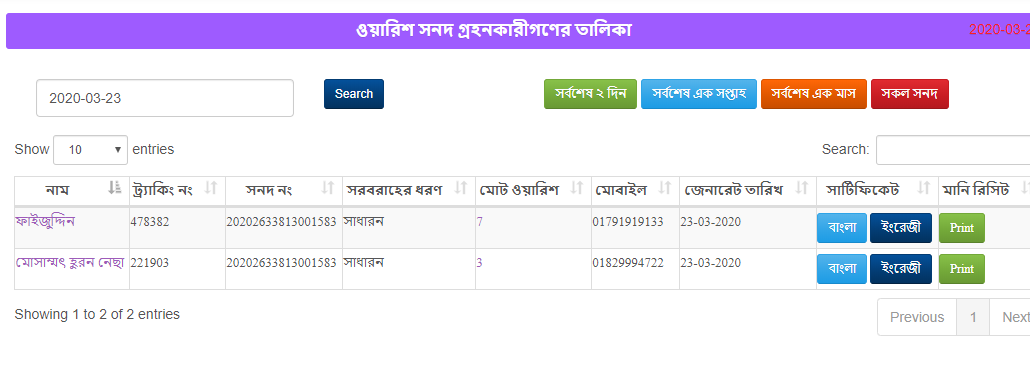 ওয়ারিশ সনদ গ্রহনকারীগণের তালিকা 2020-03-2
2020-03-23 Search সর্বশেষ ২ দিন সর্বশেষ এক সপ্তাহ সর্বশেষ এক মাস সকল সনদ
Show 10 entries Search:
নাম ট্র্যাকিং নং সনদ নং সরবরাহের ধরণ মোট ওয়ারিশ মোবাইল জেনারেট তারিখ সার্টিফিকেট মানি রিসিট
ফাইজুদ্দিন 478382 20202633813001583 সাধারন 7 01791919133 23-03-2020 বাংলা ইংরেজী Print
মোসাম্মৎ হুরন নেছা 221903 20202633813001583 সাধারন 3 01829994722 23-03-2020 বাংলা ইংরেজী Print
Showing 1 to 2 of 2 entries Previous 1 Next